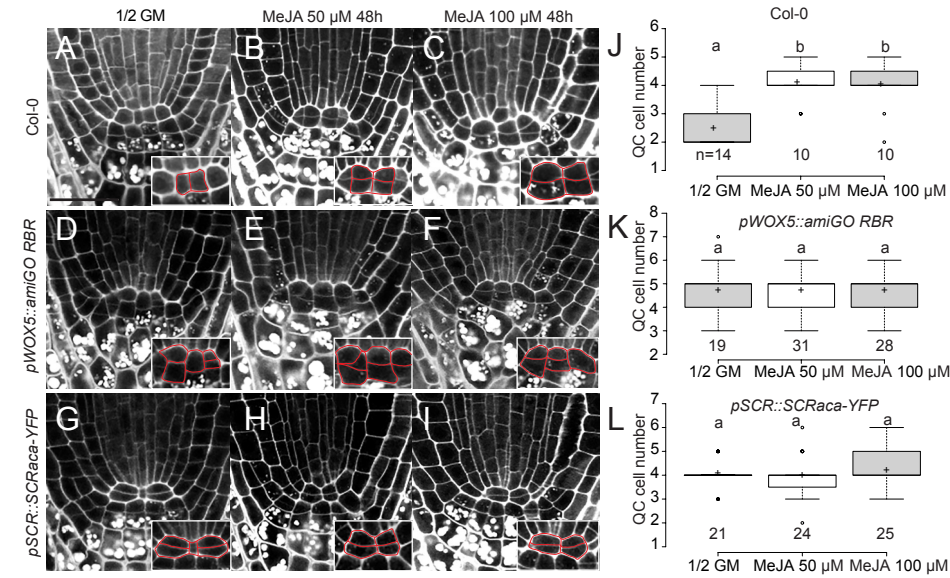 1/2 GM MeJA 50 µM 48h MeJA 100 µM 48h
Col-0
A B C
pWOX5::amiGO RBR
D E F
pSCR::SCRaca-YFP
G H I
J
Col-0
QC cell number
6
5
4
3
2
1
a b b
n=14 10 10
1/2 GM MeJA 50 µM MeJA 100 µM
K
pWOX5::amiGO RBR
QC cell number
8
7
6
5
4
3
2
a a a
19 31 28
1/2 GM MeJA 50 µM MeJA 100 µM
L
pSCR::SCRaca-YFP
QC cell number
7
6
5
4
3
2
1
a a a
21 24 25
1/2 GM MeJA 50 µM MeJA 100 µM